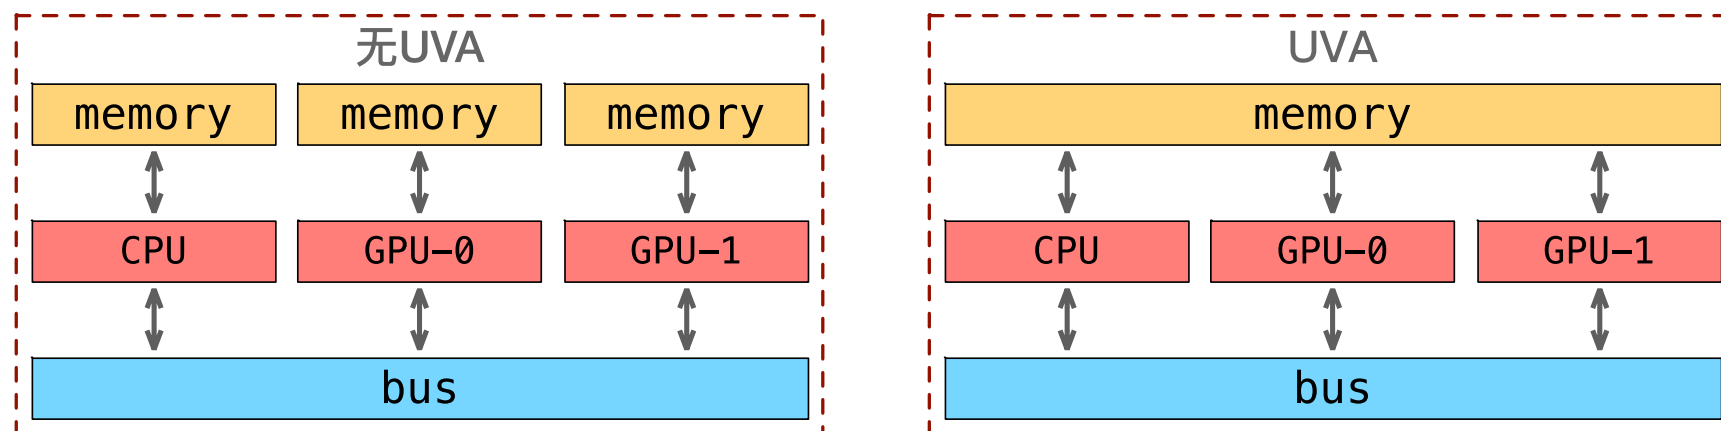 无UVA
memory memory memory
CPU GPU-0 GPU-1
bus
UVA
memory
CPU GPU-0 GPU-1
bus